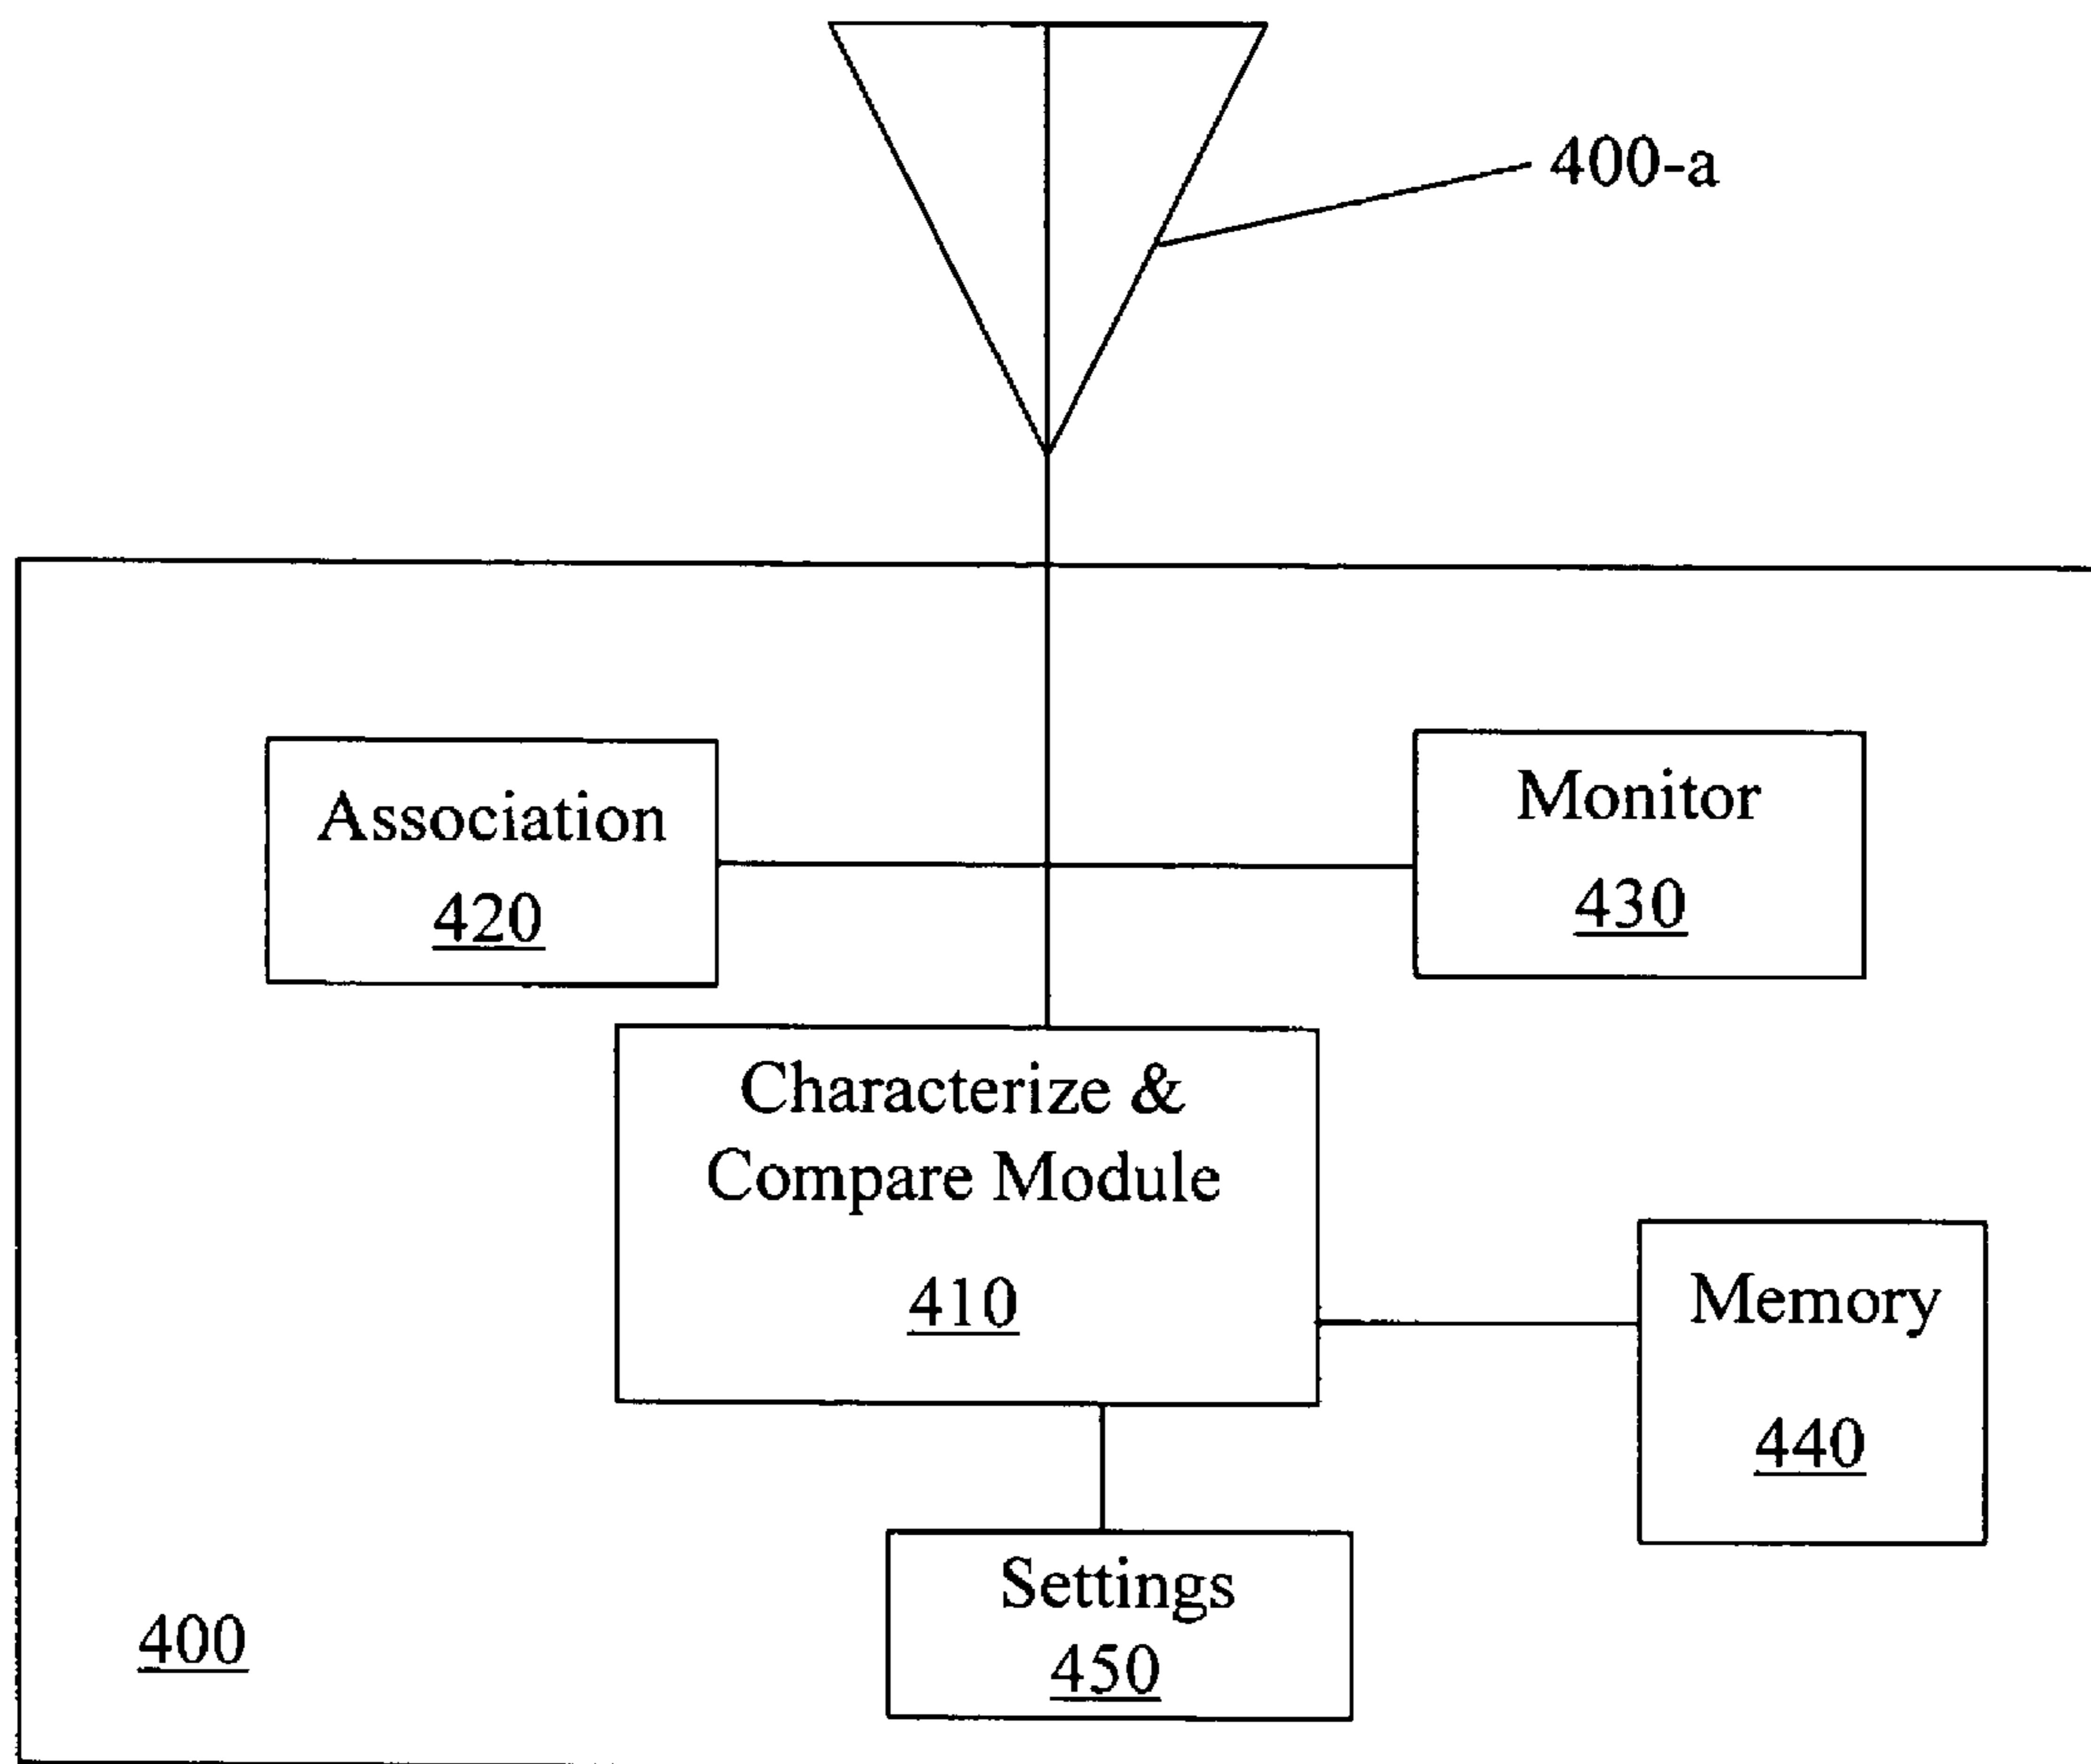 400-a
Association
420
Monitor
430
Characterize &
Compare Module
410
Memory
440
Settings
450
400